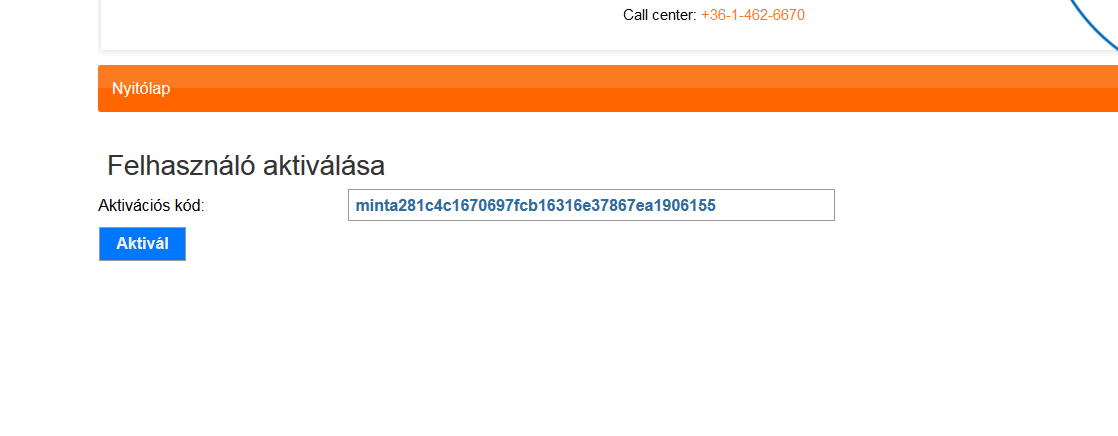 Call center: +36-1-462-6670
Nyitólap
Felhasználó aktiválása
Aktivációs kód: minta281c4c1670697fcb16316e37867ea1906155
Aktivál